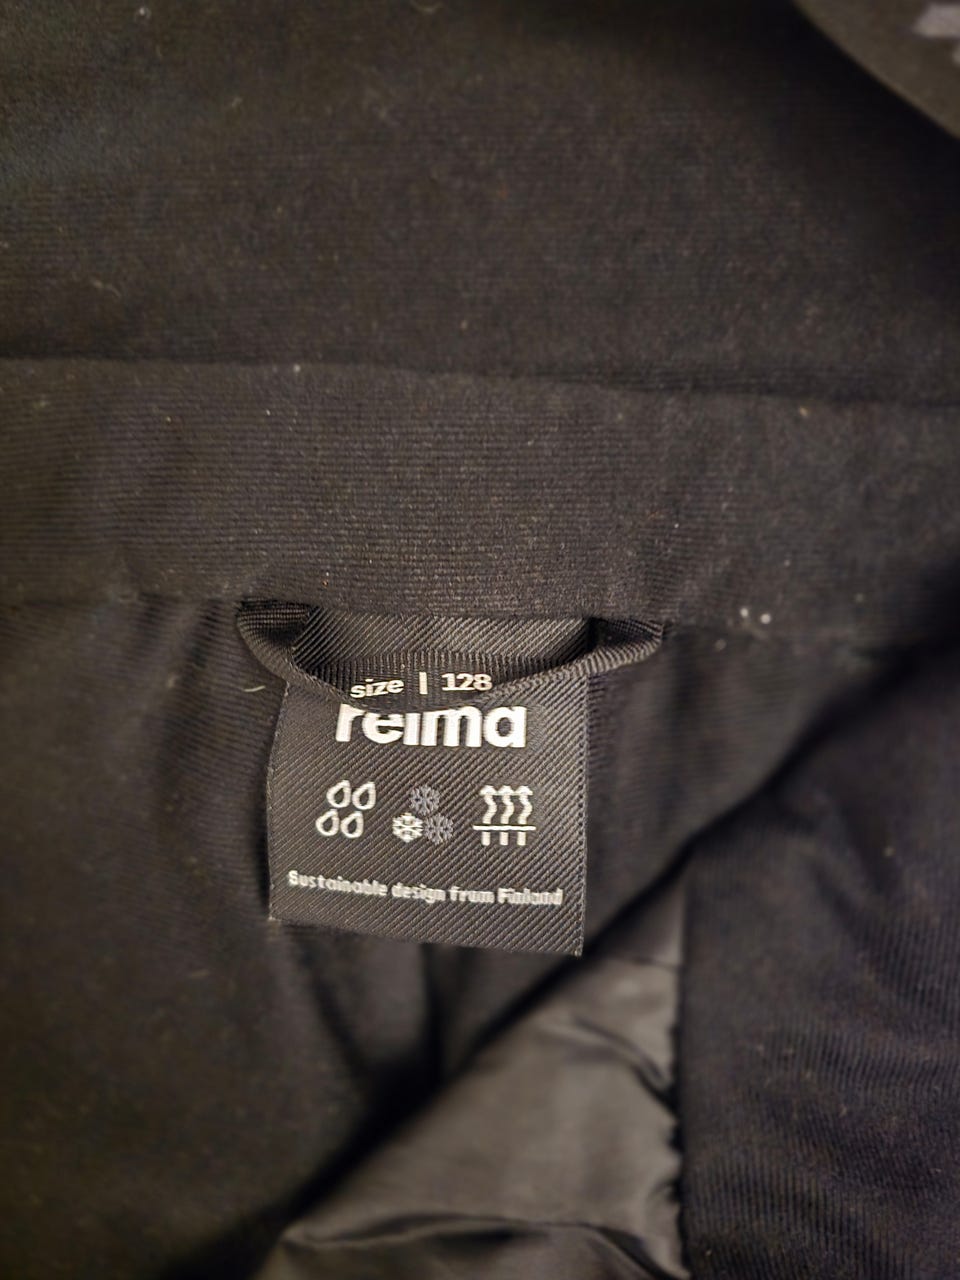 size | 128
reima
Sustainable design from Finland